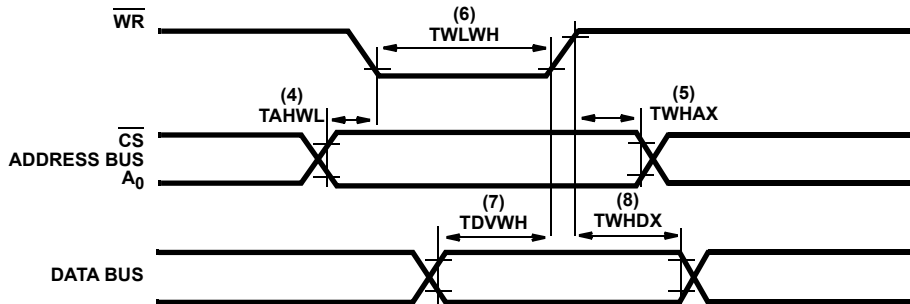 WR
(6)
TWLWH
(4)
TAHWL
(5)
TWHAX
CS
ADDRESS BUS
A0
(7)
TDVWH
(8)
TWHDX
DATA BUS